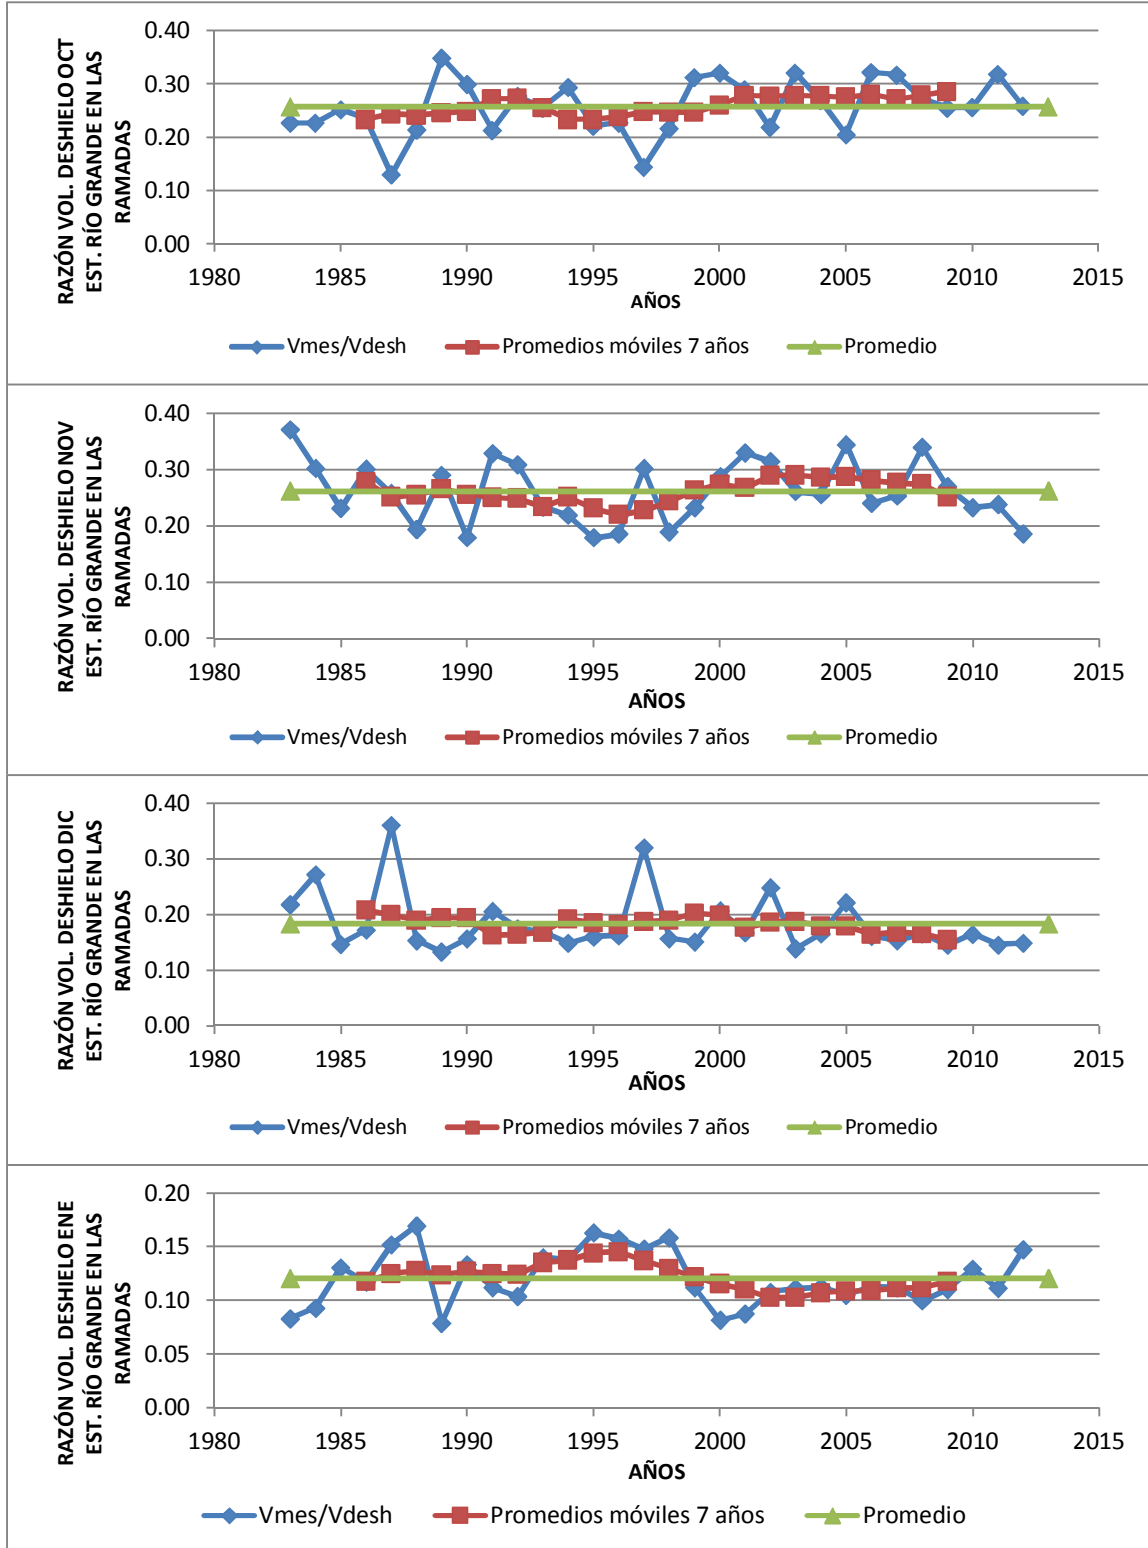 RAZÓN VOL. DESHIELO OCT
EST. RÍO GRANDE EN LAS
RAMADAS
0.40
0.30
0.20
0.10
0.00
1980 1985 1990 1995 2000 2005 2010 2015
AÑOS
Vmes/Vdesh Promedios móviles 7 años Promedio
RAZÓN VOL. DESHIELO NOV
EST. RÍO GRANDE EN LAS
RAMADAS
0.40
0.30
0.20
0.10
0.00
1980 1985 1990 1995 2000 2005 2010 2015
AÑOS
Vmes/Vdesh Promedios móviles 7 años Promedio
RAZÓN VOL. DESHIELO DIC
EST. RÍO GRANDE EN LAS
RAMADAS
0.40
0.30
0.20
0.10
0.00
1980 1985 1990 1995 2000 2005 2010 2015
AÑOS
Vmes/Vdesh Promedios móviles 7 años Promedio
RAZÓN VOL. DESHIELO ENE
EST. RÍO GRANDE EN LAS
RAMADAS
0.20
0.15
0.10
0.05
0.00
1980 1985 1990 1995 2000 2005 2010 2015
AÑOS
Vmes/Vdesh Promedios móviles 7 años Promedio